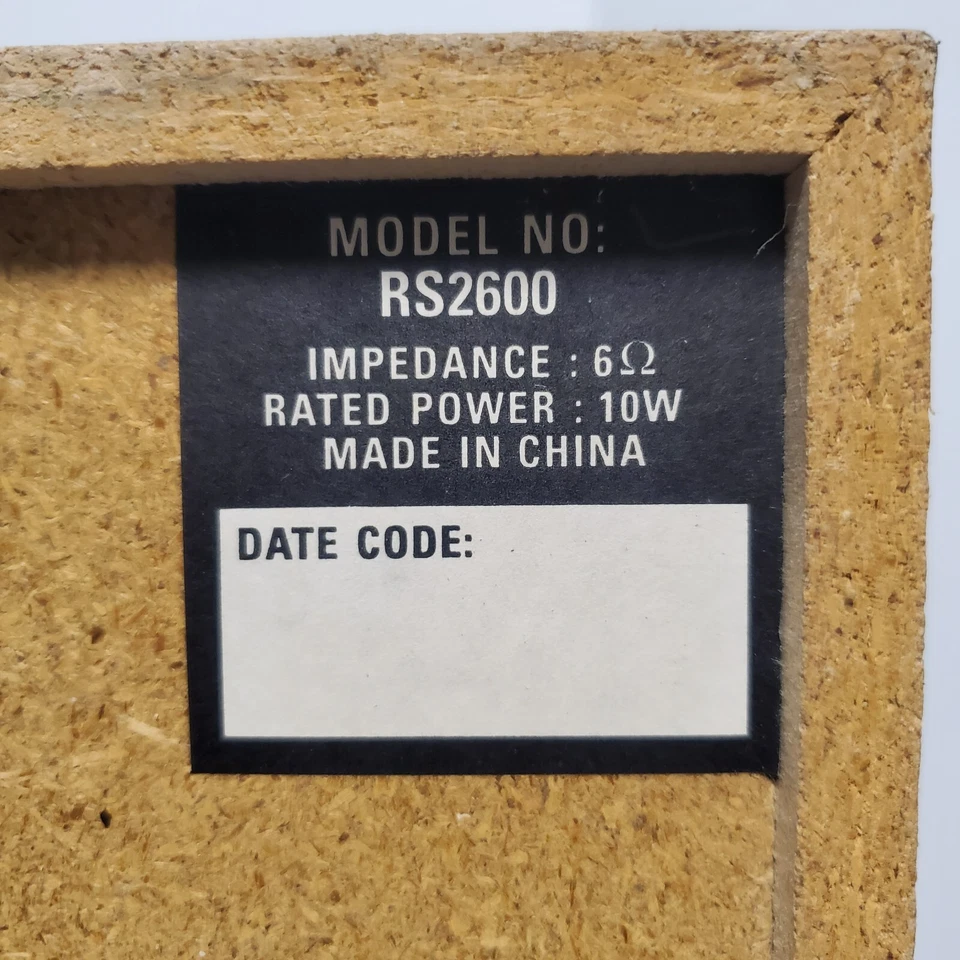 MODEL NO:
RS2600
IMPEDANCE : 6Ω
RATED POWER : 10W
MADE IN CHINA
DATE CODE: